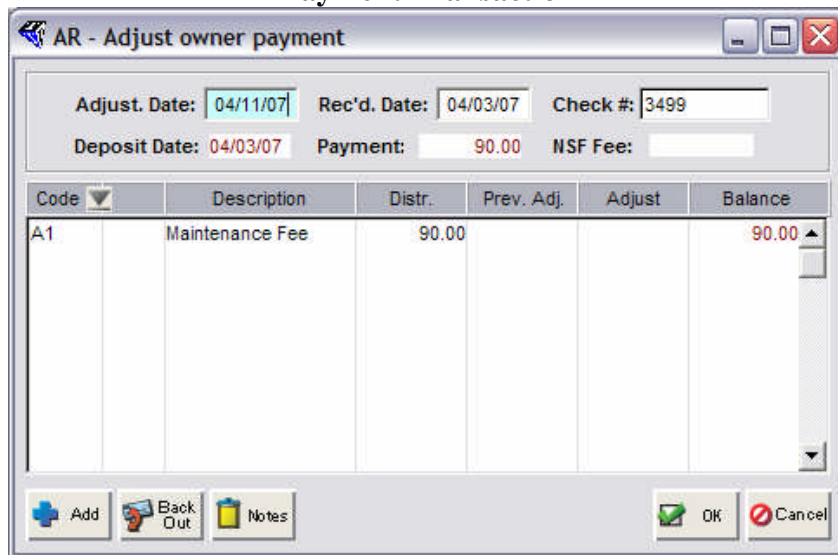 AR - Adjust owner payment
Adjust. Date: 04/11/07 Rec'd. Date: 04/03/07 Check #: 3499
Deposit Date: 04/03/07 Payment: 90.00 NSF Fee:
Code Description Distr. Prev. Adj. Adjust Balance
A1 Maintenance Fee 90.00 90.00
Add Back Out Notes OK Cancel